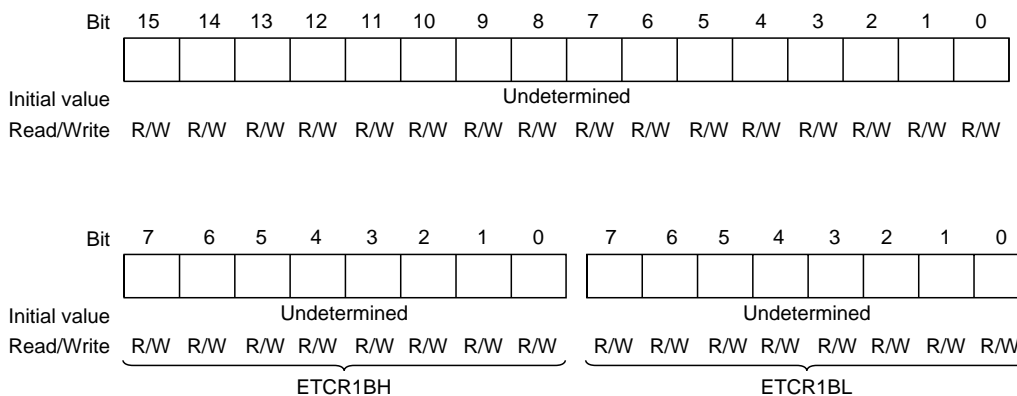 Bit 15 14 13 12 11 10 9 8 7 6 5 4 3 2 1 0
Initial value Undetermined
Read/Write R/W R/W R/W R/W R/W R/W R/W R/W R/W R/W R/W R/W R/W R/W R/W R/W
Bit 7 6 5 4 3 2 1 0 7 6 5 4 3 2 1 0
Initial value Undetermined Undetermined
Read/Write R/W R/W R/W R/W R/W R/W R/W R/W R/W R/W R/W R/W R/W R/W R/W R/W
ETCR1BH ETCR1BL